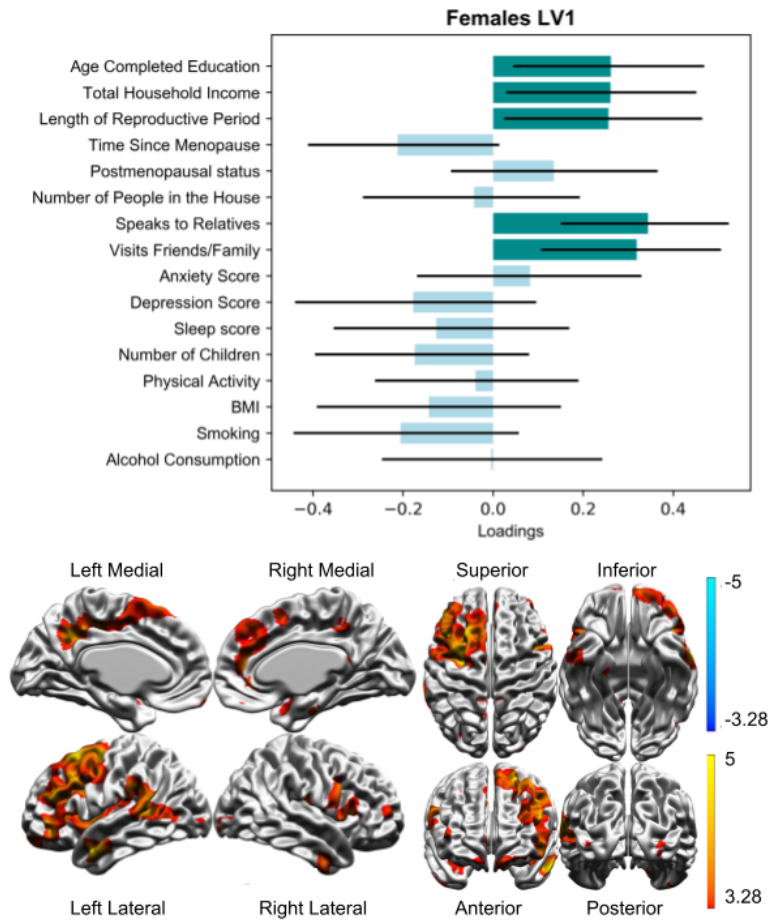 Females LV1
Age Completed Education
Total Household Income
Length of Reproductive Period
Time Since Menopause
Postmenopausal status
Number of People in the House
Speaks to Relatives
Visits Friends/Family
Anxiety Score
Depression Score
Sleep score
Number of Children
Physical Activity
BMI
Smoking
Alcohol Consumption
−0.4 −0.2 0.0 0.2 0.4
Loadings
Left Medial Right Medial Superior Inferior
-5
-3.28
5
3.28
Left Lateral Right Lateral Anterior Posterior